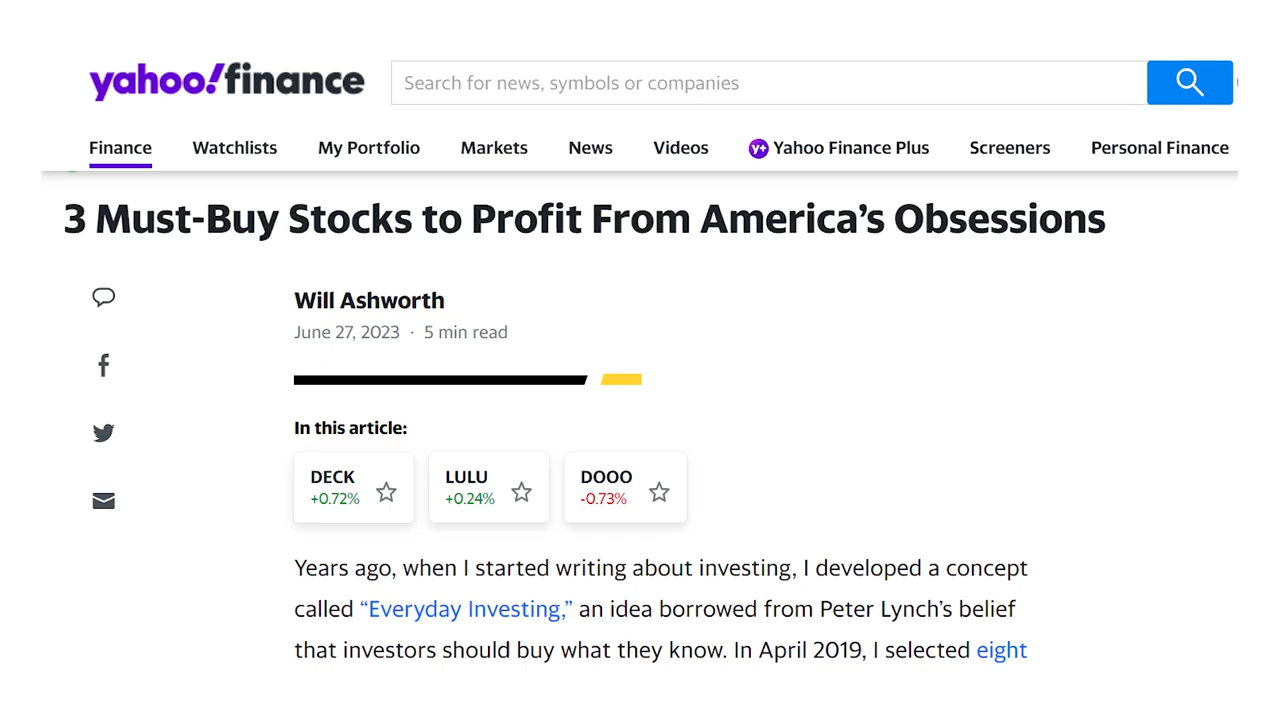 yahoo!finance
Search for news, symbols or companies
Finance Watchlists My Portfolio Markets News Videos y+ Yahoo Finance Plus Screeners Personal Finance
3 Must-Buy Stocks to Profit From America’s Obsessions
Will Ashworth
June 27, 2023 · 5 min read
In this article:
DECK
+0.72%
LULU
+0.24%
DOOO
-0.73%
Years ago, when I started writing about investing, I developed a concept
called “Everyday Investing,” an idea borrowed from Peter Lynch’s belief
that investors should buy what they know. In April 2019, I selected eight